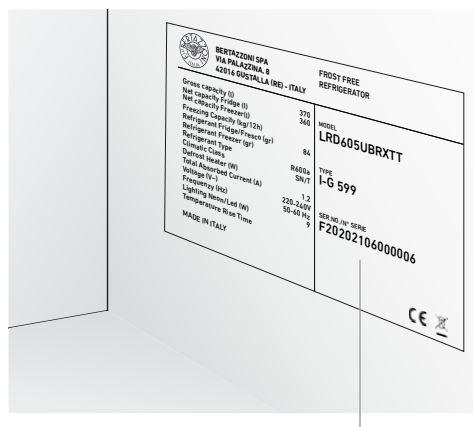 BERTAZZONI
BERTAZZONI SPA
VIA PALAZZINA, 8
42016 GUSTALLA (RE) - ITALY
FROST FREE
REFRIGERATOR
Gross capacity (l) 370
Net capacity Fridge (l) 360
Net capacity Freezer(l)
Freezing Capacity (kg/12h)
Refrigerant Fridge/Fresco (gr) 84
Refrigerant Freezer (gr)
Refrigerant Type R600a
Climatic Class SN/T
Defrost Heater (W)
Total Absorbed Current (A) 1.2
Voltage (V~) 220-240V
Frequency (Hz) 50-60 Hz
Lighting Neon/Led (W) 9
Temperature Rise Time
MADE IN ITALY
MODEL
LRD605UBRXTT
TYPE
I-G 599
SER.NO./N° SERIE
F20202106000006
CE